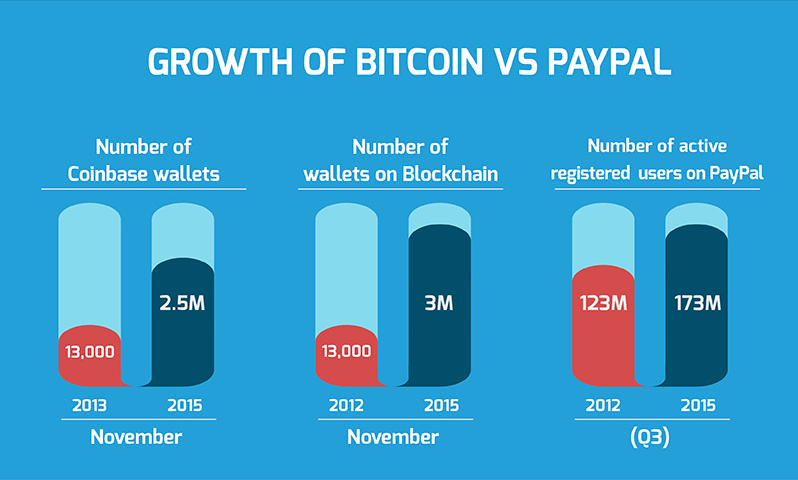 GROWTH OF BITCOIN VS PAYPAL
Number of
Coinbase wallets
2.5M
13,000
2013 2015
November
Number of
wallets on Blockchain
3M
13,000
2012 2015
November
Number of active
registered users on PayPal
123M 173M
2012 2015
(Q3)